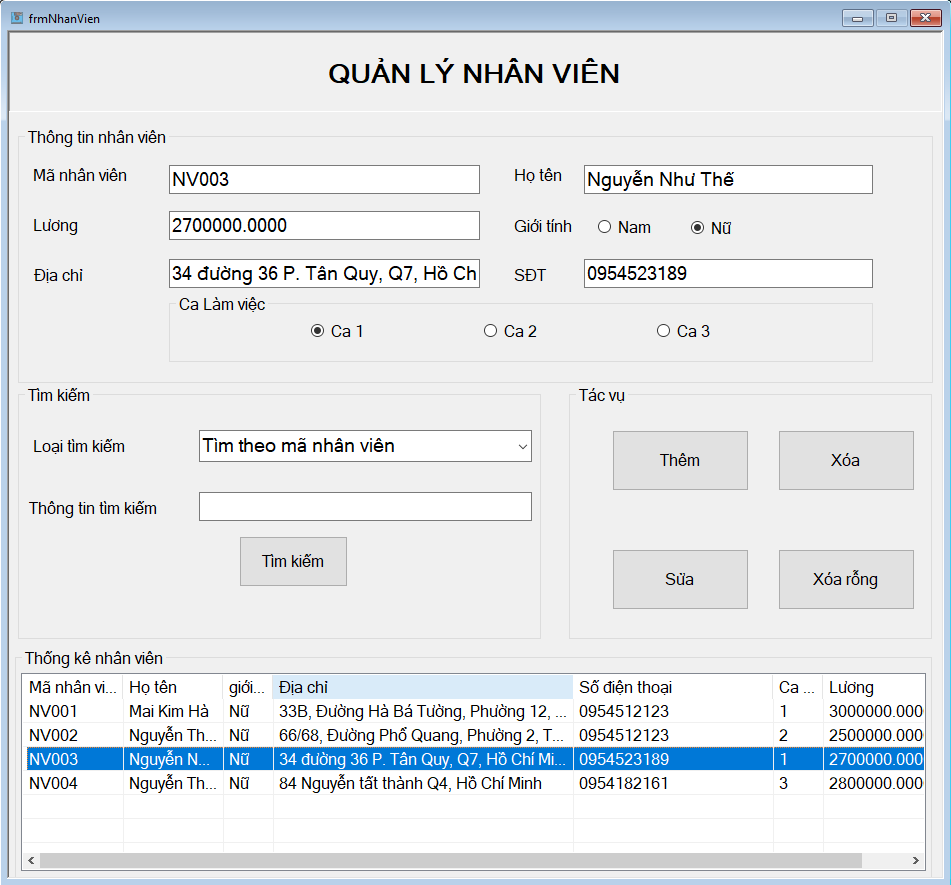 frmNhanVien
QUẢN LÝ NHÂN VIÊN
Thông tin nhân viên
Mã nhân viên NV003 Họ tên Nguyễn Như Thế
Lương 2700000.0000 Giới tính Nam Nữ
Địa chỉ 34 đường 36 P. Tân Quy, Q7, Hồ Ch SĐT 0954523189
Ca Làm việc
Ca 1 Ca 2 Ca 3
Tìm kiếm
Loại tìm kiếm Tìm theo mã nhân viên
Thông tin tìm kiếm
Tìm kiếm
Tác vụ
Thêm Xóa
Sửa Xóa rỗng
Thống kê nhân viên
Mã nhân vi... Họ tên giới... Địa chỉ Số điện thoại Ca ... Lương
NV001 Mai Kim Hà Nữ 33B, Đường Hà Bá Tường, Phường 12, ... 0954512123 1 3000000.000
NV002 Nguyễn Th... Nữ 66/68, Đường Phổ Quang, Phường 2, T... 0954512123 2 2500000.000
NV003 Nguyễn N... Nữ 34 đường 36 P. Tân Quy, Q7, Hồ Chí Mi... 0954523189 1 2700000.000
NV004 Nguyễn Th... Nữ 84 Nguyễn tất thành Q4, Hồ Chí Minh 0954182161 3 2800000.000